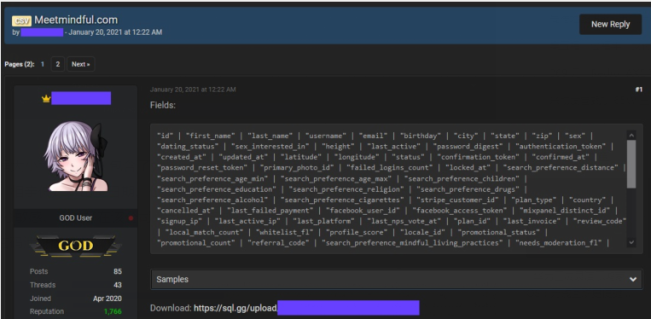 CSV Meetmindful.com
by - January 20, 2021 at 12:22 AM
New Reply
Pages (2): 1 2 Next »
January 20, 2021 at 12:22 AM
#1
Fields:
"id" | "first_name" | "last_name" | "username" | "email" | "birthday" | "city" | "state" | "zip" | "sex" |
"dating_status" | "sex_interested_in" | "height" | "last_active" | "password_digest" | "authentication_token" |
"created_at" | "updated_at" | "latitude" | "longitude" | "status" | "confirmation_token" | "confirmed_at" |
"password_reset_token" | "primary_photo_id" | "failed_logins_count" | "locked_at" | "search_preference_distance" |
"search_preference_age_min" | "search_preference_age_max" | "search_preference_children" |
"search_preference_education" | "search_preference_religion" | "search_preference_drugs" |
"search_preference_alcohol" | "search_preference_cigarettes" | "stripe_customer_id" | "plan_type" | "country" |
"cancelled_at" | "last_failed_payment" | "facebook_user_id" | "facebook_access_token" | "mixpanel_distinct_id" |
"signup_ip" | "last_active_ip" | "last_platform" | "last_nps_vote_at" | "plan_id" | "last_invoice" | "review_code"
| "local_match_count" | "whitelist_fl" | "profile_score" | "locale_id" | "promotional_status" |
"promotional_count" | "referral_code" | "search_preference_mindful_living_practices" | "needs_moderation_fl" |
GOD User
GOD
Posts 85
Threads 43
Joined Apr 2020
Reputation 1,766
Samples
Download: https://sql.gg/upload